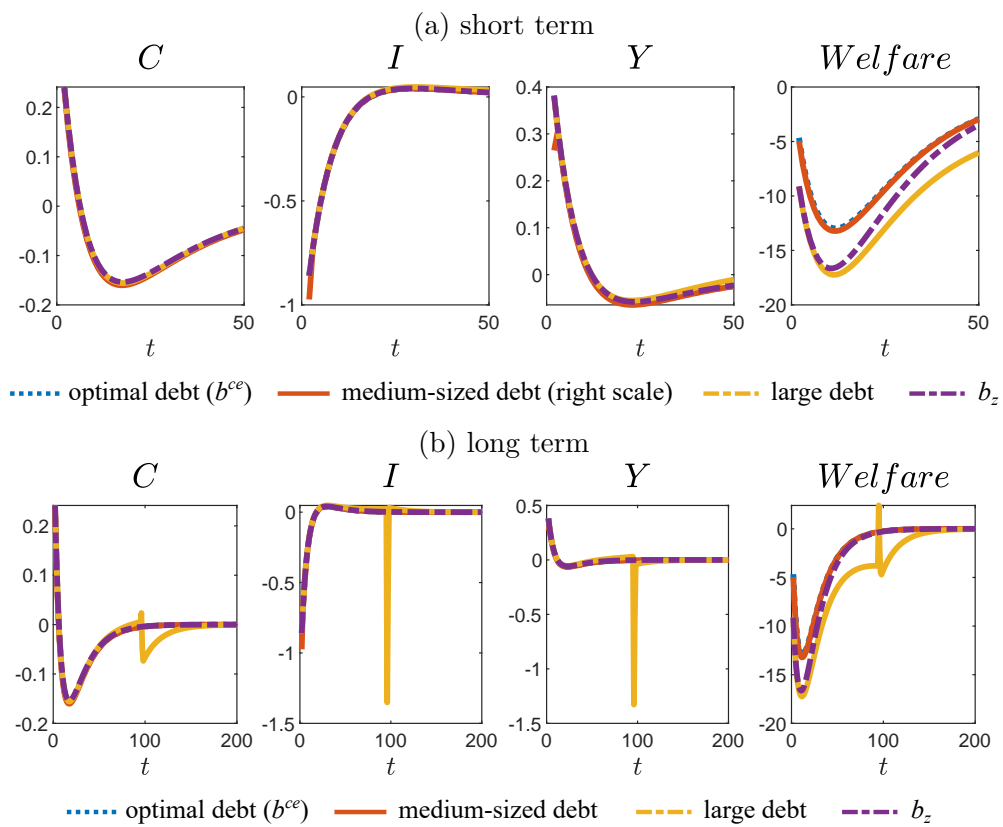 (a) short term
C I Y Welfare
0.2 0.1 0 -0.1 -0.2
0 50
t
0 -0.5 -1
0 50
t
0.4 0.3 0.2 0.1 0
0 50
t
0 -5 -10 -15 -20
0 50
t
optimal debt (b^ce) medium-sized debt (right scale) large debt b_z
(b) long term
C I Y Welfare
0.2 0.1 0 -0.1 -0.2
0 100 200
t
0 -0.5 -1 -1.5
0 100 200
t
0.5 0 -0.5 -1 -1.5
0 100 200
t
0 -5 -10 -15 -20
0 100 200
t
optimal debt (b^ce) medium-sized debt large debt b_z